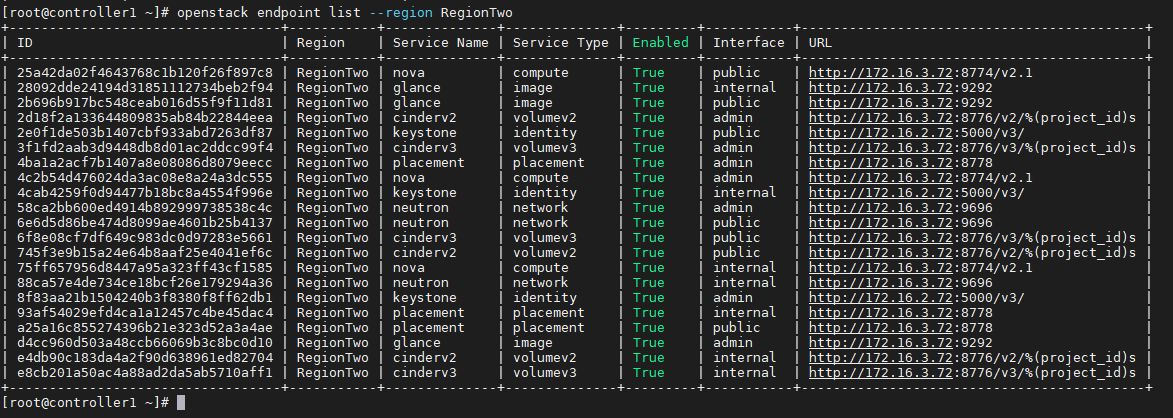 [root@controller1 ~]# openstack endpoint list --region RegionTwo
+----------------------------------+-----------+--------------+--------------+---------+-----------+------------------------------------------+
| ID | Region | Service Name | Service Type | Enabled | Interface | URL |
+----------------------------------+-----------+--------------+--------------+---------+-----------+------------------------------------------+
| 25a42da02f4643768c1b120f26f897c8 | RegionTwo | nova | compute | True | public | http://172.16.3.72:8774/v2.1 |
| 28092dde24194d31851112734beb2f94 | RegionTwo | glance | image | True | internal | http://172.16.3.72:9292 |
| 2b696b917bc548ceab016d55f9f11d81 | RegionTwo | glance | image | True | public | http://172.16.3.72:9292 |
| 2d18f2a133644809835ab84b22844eea | RegionTwo | cinderv2 | volumev2 | True | admin | http://172.16.3.72:8776/v2/%(project_id)s |
| 2e0f1de503b1407cbf933abd7263df87 | RegionTwo | keystone | identity | True | public | http://172.16.2.72:5000/v3/ |
| 3f1fd2aab3d9448db8d01ac2ddcc99f4 | RegionTwo | cinderv3 | volumev3 | True | admin | http://172.16.3.72:8776/v3/%(project_id)s |
| 4ba1a2acf7b1407a8e08086d8079eecc | RegionTwo | placement | placement | True | admin | http://172.16.3.72:8778 |
| 4c2b54d476024da3ac08e8a24a3dc555 | RegionTwo | nova | compute | True | admin | http://172.16.3.72:8774/v2.1 |
| 4cab4259f0d94477b18bc8a4554f996e | RegionTwo | keystone | identity | True | internal | http://172.16.2.72:5000/v3/ |
| 58ca2bb600ed4914b892999738538c4c | RegionTwo | neutron | network | True | admin | http://172.16.3.72:9696 |
| 6e6d5d86be474d8099ae4601b25b4137 | RegionTwo | neutron | network | True | public | http://172.16.3.72:9696 |
| 6f8e08cf7df649c983dc0d97283e5661 | RegionTwo | cinderv3 | volumev3 | True | public | http://172.16.3.72:8776/v3/%(project_id)s |
| 745f3e9b15a24e64b8aaf25e4041ef6c | RegionTwo | cinderv2 | volumev2 | True | public | http://172.16.3.72:8776/v2/%(project_id)s |
| 75ff657956d8447a95a323ff43cf1585 | RegionTwo | nova | compute | True | internal | http://172.16.3.72:8774/v2.1 |
| 88ca57e4de734ce18bcf26e179294a36 | RegionTwo | neutron | network | True | internal | http://172.16.3.72:9696 |
| 8f83aa21b1504240b3f8380f8ff62db1 | RegionTwo | keystone | identity | True | admin | http://172.16.2.72:5000/v3/ |
| 93af54029efd4ca1a12457c4be45dac4 | RegionTwo | placement | placement | True | internal | http://172.16.3.72:8778 |
| a25a16c855274396b21e323d52a3a4ae | RegionTwo | placement | placement | True | public | http://172.16.3.72:8778 |
| d4cc960d503a48ccb66069b3c8bc0d10 | RegionTwo | glance | image | True | admin | http://172.16.3.72:9292 |
| e4db90c183da4a2f90d638961ed82704 | RegionTwo | cinderv2 | volumev2 | True | internal | http://172.16.3.72:8776/v2/%(project_id)s |
| e8cb201a50ac4a88ad2da5ab5710aff1 | RegionTwo | cinderv3 | volumev3 | True | internal | http://172.16.3.72:8776/v3/%(project_id)s |
+----------------------------------+-----------+--------------+--------------+---------+-----------+------------------------------------------+
[root@controller1 ~]#